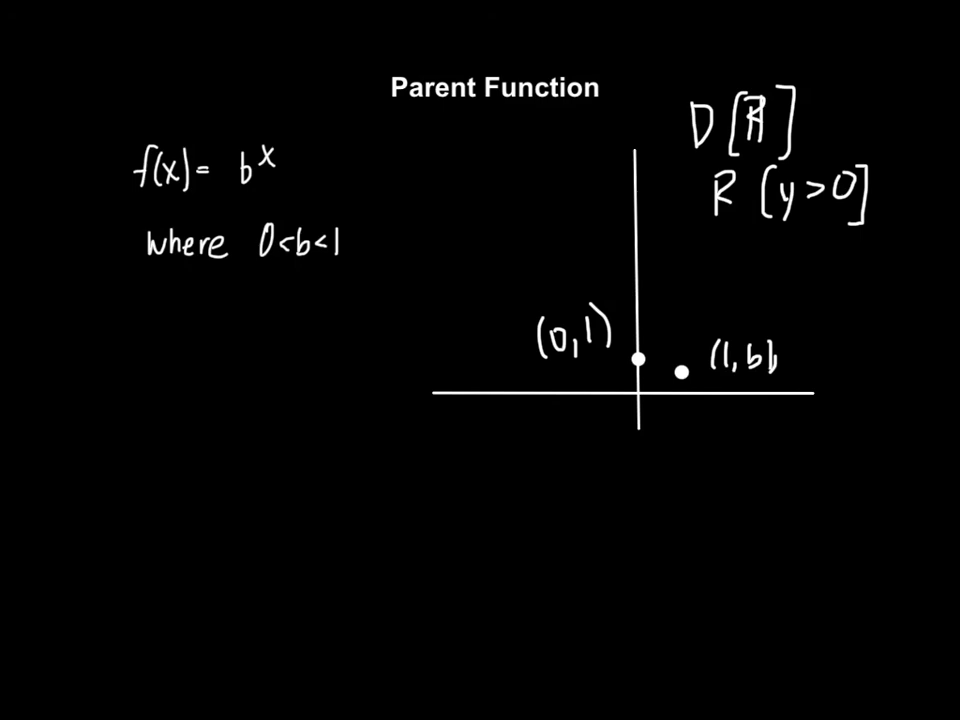 Parent Function
D [ℝ]
f(x) = b^x
R [y>0]
where 0<b<1
(0,1)
(1,b)